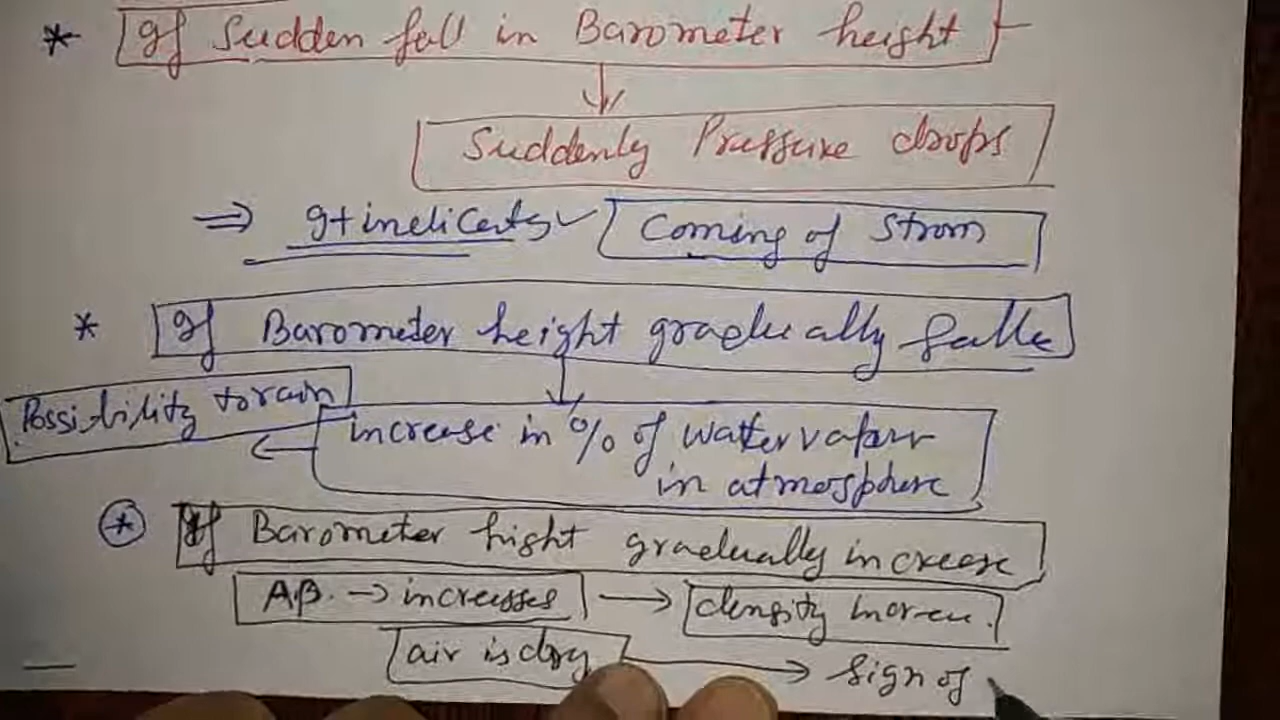 * If Sudden fall in Barometer height
Suddenly Pressure drops
⇒ It indicates Coming of Strom
* If Barometer height gradually falls
Possibility to rain
increase in % of water vapour
in atmosphere
* If Barometer hight gradually increase
A.P. → increases → density increa.
air is dry → Sign of